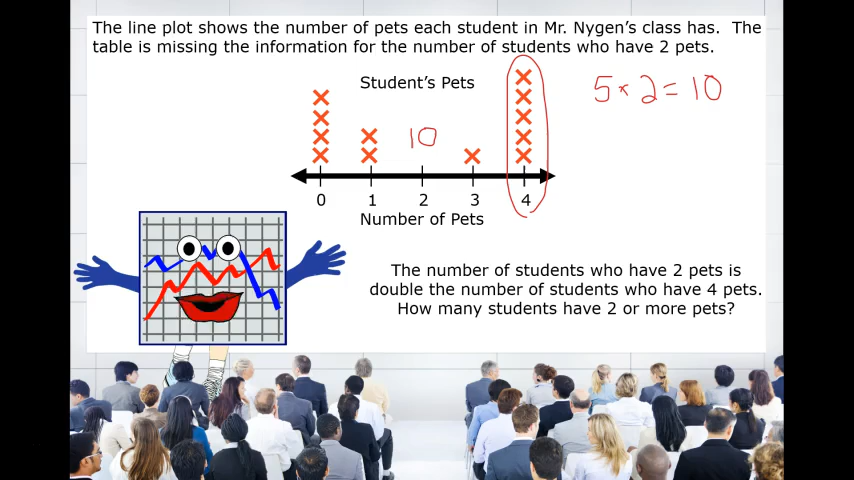 The line plot shows the number of pets each student in Mr. Nygen's class has. The
table is missing the information for the number of students who have 2 pets.
Student's Pets
5 × 2 = 10
10
0 1 2 3 4
Number of Pets
The number of students who have 2 pets is
double the number of students who have 4 pets.
How many students have 2 or more pets?